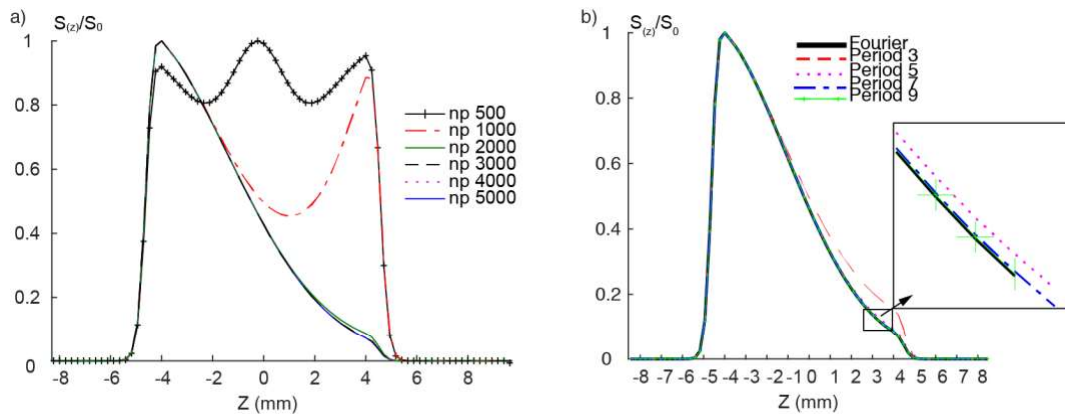 a)
S(z)/S0
1
0.8
0.6
0.4
0.2
0
-8 -6 -4 -2 0 2 4 6 8
Z (mm)
np 500
np 1000
np 2000
np 3000
np 4000
np 5000
b)
S(z)/S0
1
0.8
0.6
0.4
0.2
0
-8 -7 -6 -5 -4 -3 -2 -1 0 1 2 3 4 5 6 7 8
Z (mm)
Fourier
Period 3
Period 5
Period 7
Period 9